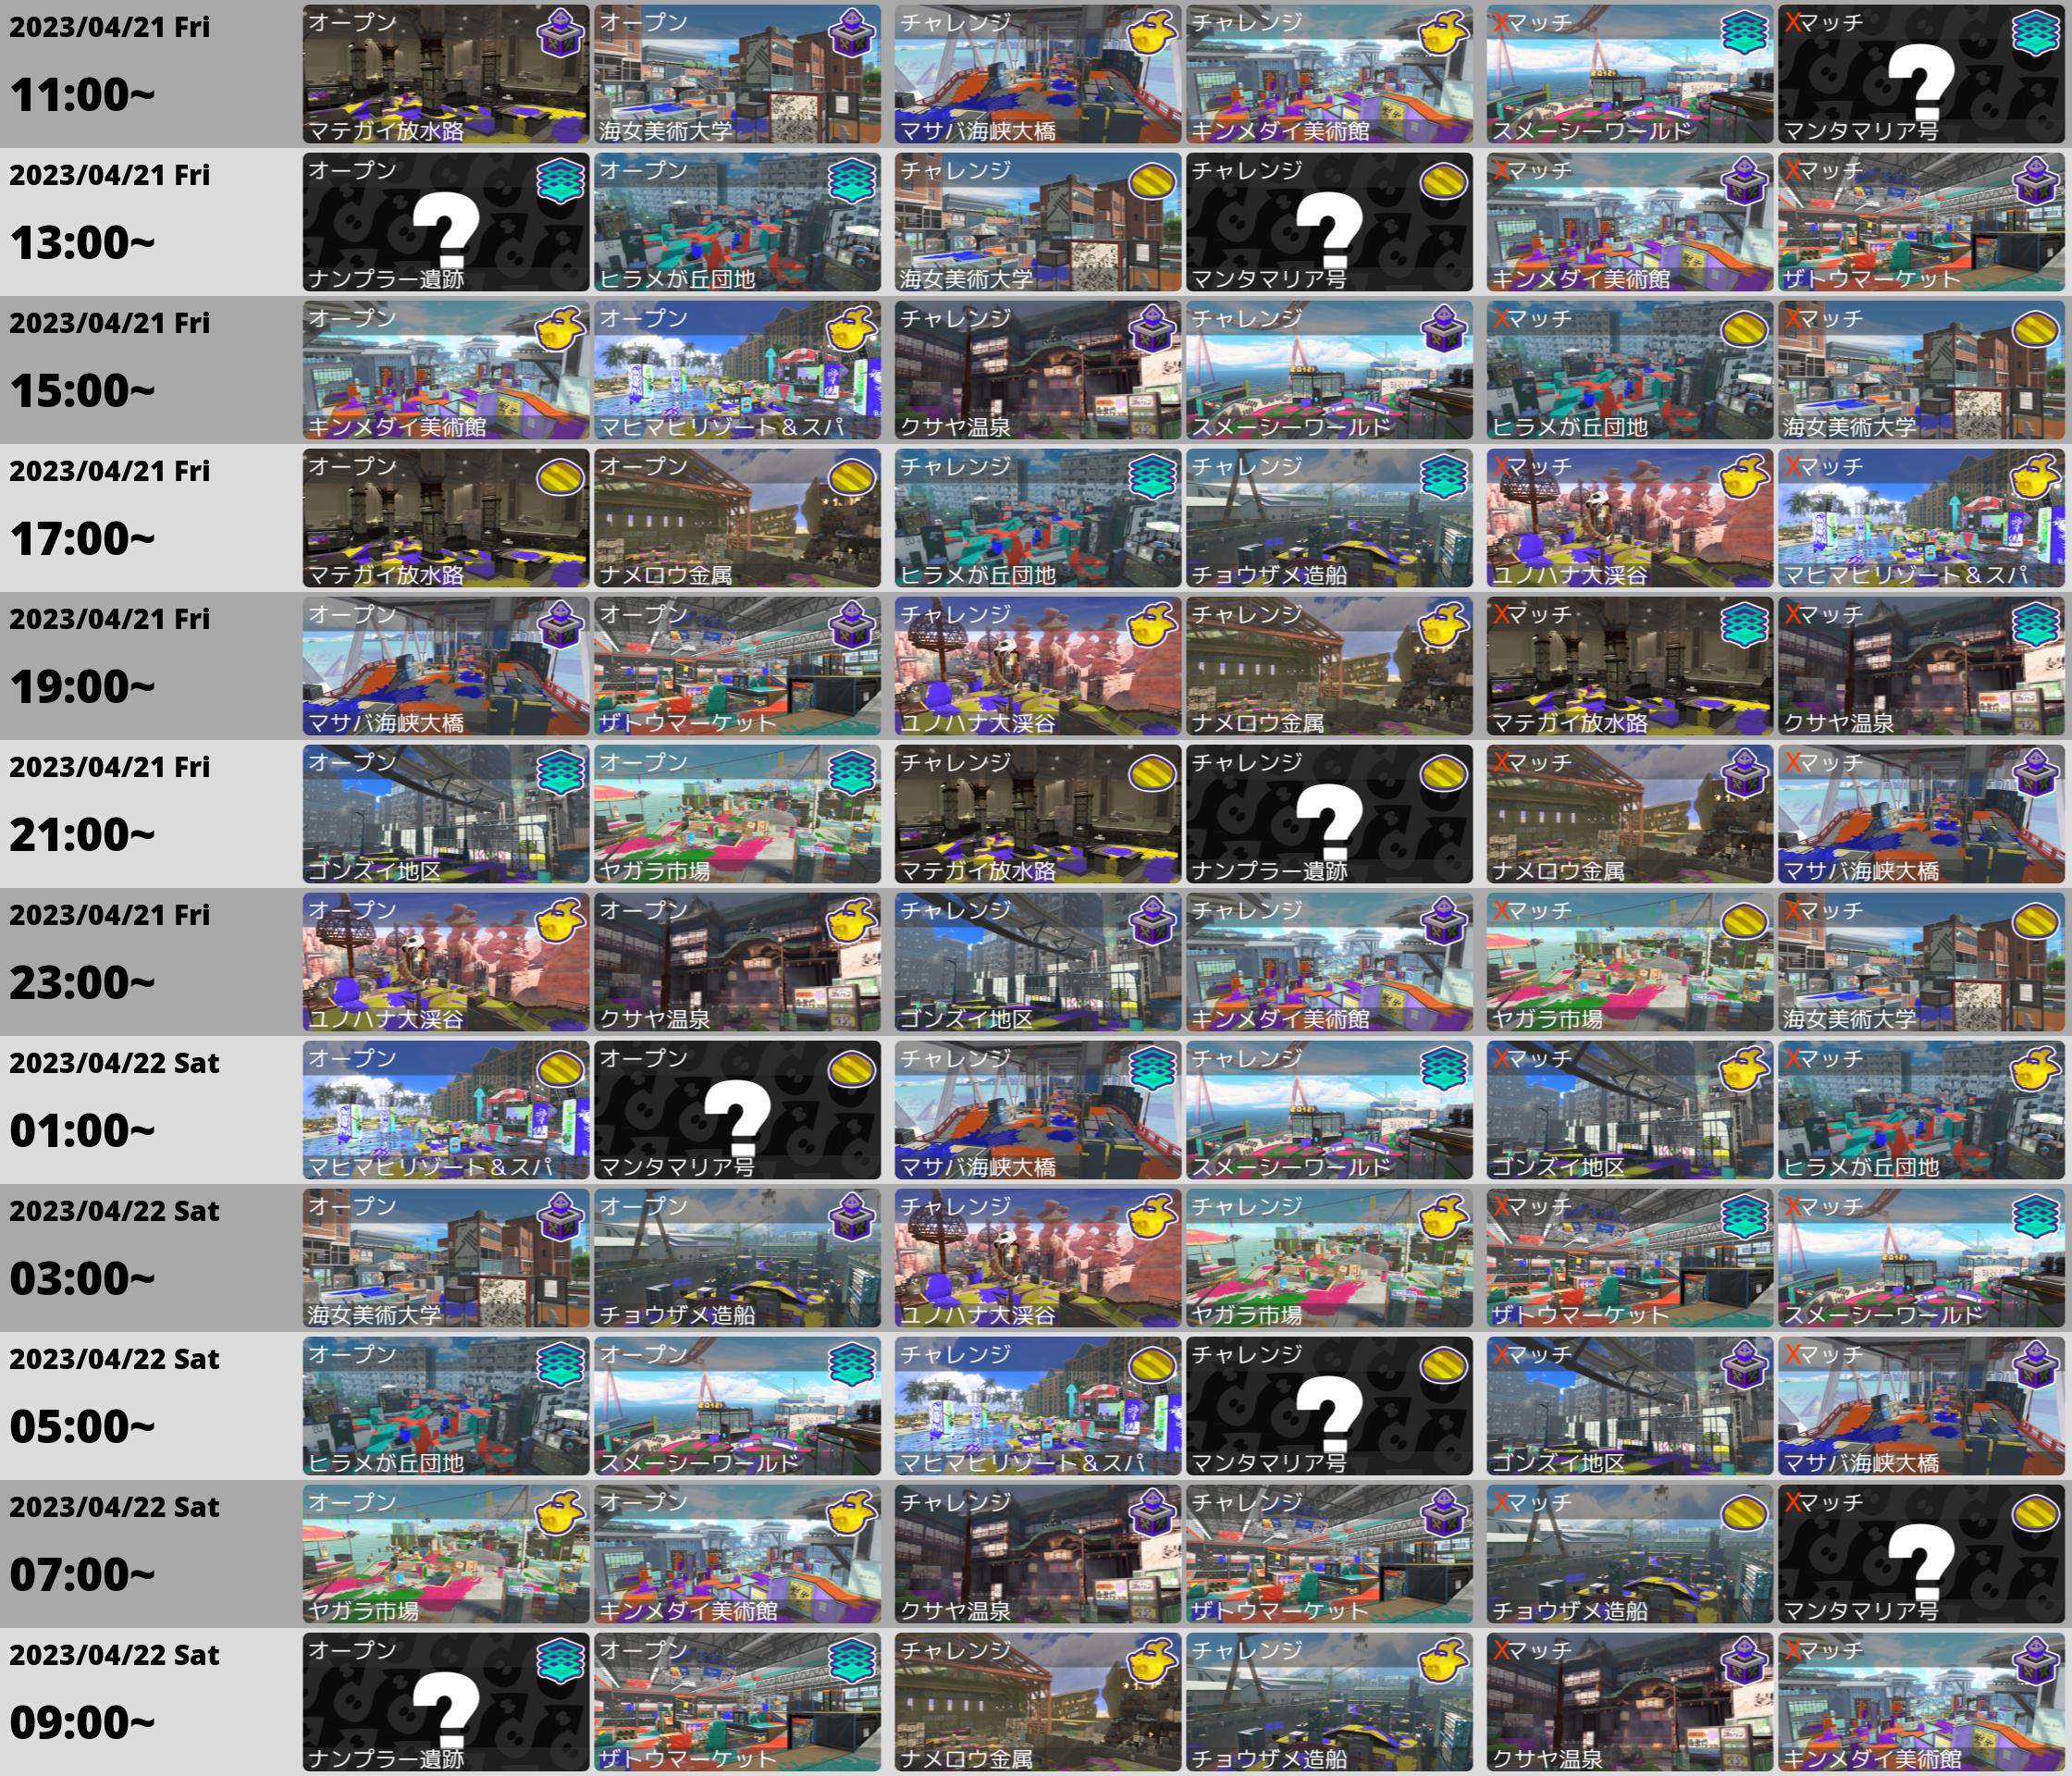 2023/04/21 Fri
11:00~
オープン オープン チャレンジ チャレンジ Xマッチ Xマッチ
マテガイ放水路 海女美術大学 マサバ海峡大橋 キンメダイ美術館 スメーシーワールド マンタマリア号
2023/04/21 Fri
13:00~
オープン オープン チャレンジ チャレンジ Xマッチ Xマッチ
ナンプラー遺跡 ヒラメが丘団地 海女美術大学 マンタマリア号 キンメダイ美術館 ザトウマーケット
2023/04/21 Fri
15:00~
オープン オープン チャレンジ チャレンジ Xマッチ Xマッチ
キンメダイ美術館 マヒマヒリゾート＆スパ クサヤ温泉 スメーシーワールド ヒラメが丘団地 海女美術大学
2023/04/21 Fri
17:00~
オープン オープン チャレンジ チャレンジ Xマッチ Xマッチ
マテガイ放水路 ナメロウ金属 ヒラメが丘団地 チョウザメ造船 ユノハナ大渓谷 マヒマヒリゾート＆スパ
2023/04/21 Fri
19:00~
オープン オープン チャレンジ チャレンジ Xマッチ Xマッチ
マサバ海峡大橋 ザトウマーケット ユノハナ大渓谷 ナメロウ金属 マテガイ放水路 クサヤ温泉
2023/04/21 Fri
21:00~
オープン オープン チャレンジ チャレンジ Xマッチ Xマッチ
ゴンズイ地区 ヤガラ市場 マテガイ放水路 ナンプラー遺跡 ナメロウ金属 マサバ海峡大橋
2023/04/21 Fri
23:00~
オープン オープン チャレンジ チャレンジ Xマッチ Xマッチ
ユノハナ大渓谷 クサヤ温泉 ゴンズイ地区 キンメダイ美術館 ヤガラ市場 海女美術大学
2023/04/22 Sat
01:00~
オープン オープン チャレンジ チャレンジ Xマッチ Xマッチ
マヒマヒリゾート＆スパ マンタマリア号 マサバ海峡大橋 スメーシーワールド ゴンズイ地区 ヒラメが丘団地
2023/04/22 Sat
03:00~
オープン オープン チャレンジ チャレンジ Xマッチ Xマッチ
海女美術大学 チョウザメ造船 ユノハナ大渓谷 ヤガラ市場 ザトウマーケット スメーシーワールド
2023/04/22 Sat
05:00~
オープン オープン チャレンジ チャレンジ Xマッチ Xマッチ
ヒラメが丘団地 スメーシーワールド マヒマヒリゾート＆スパ マンタマリア号 ゴンズイ地区 マサバ海峡大橋
2023/04/22 Sat
07:00~
オープン オープン チャレンジ チャレンジ Xマッチ Xマッチ
ヤガラ市場 キンメダイ美術館 クサヤ温泉 ザトウマーケット チョウザメ造船 マンタマリア号
2023/04/22 Sat
09:00~
オープン オープン チャレンジ チャレンジ Xマッチ Xマッチ
ナンプラー遺跡 ザトウマーケット ナメロウ金属 チョウザメ造船 クサヤ温泉 キンメダイ美術館